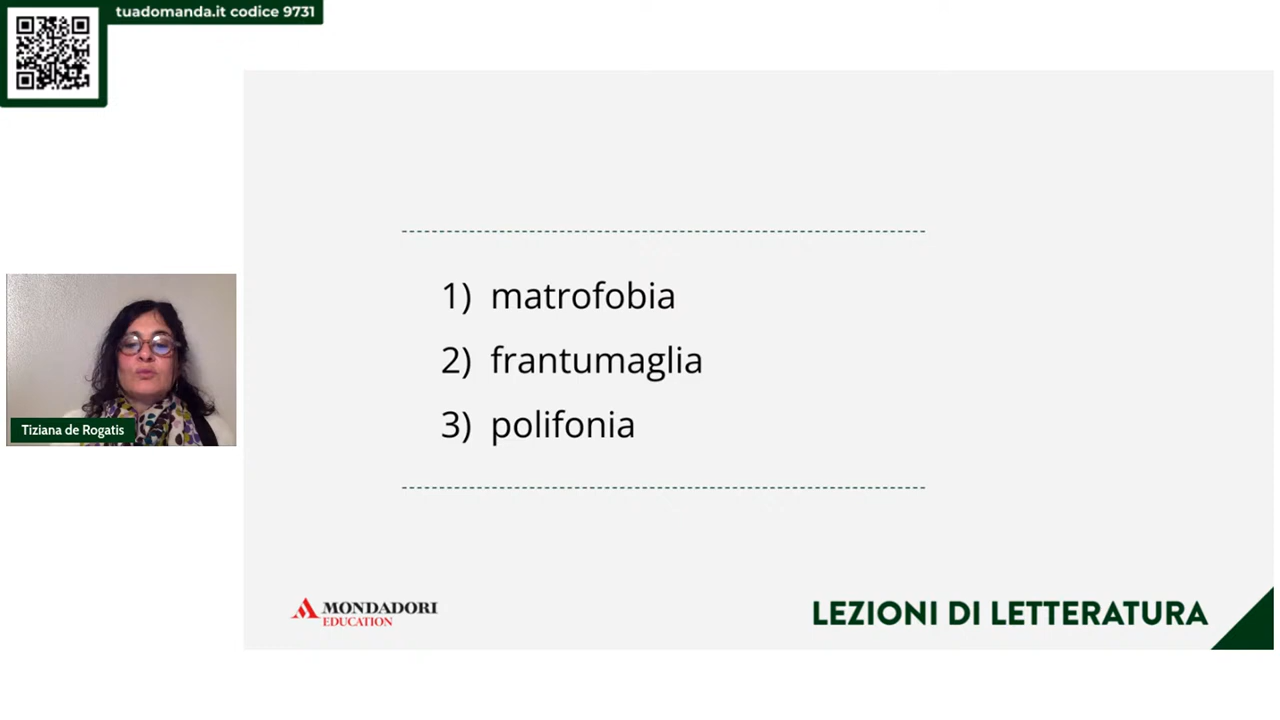 tuadomanda.it codice 9731
1) matrofobia
2) frantumaglia
3) polifonia
Tiziana de Rogatis
MONDADORI
EDUCATION
LEZIONI DI LETTERATURA